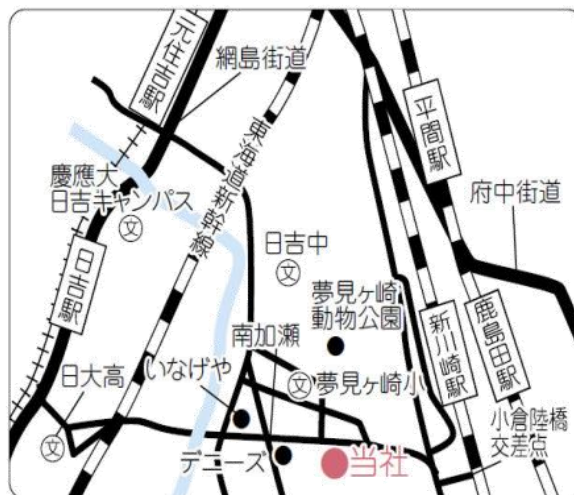 元住吉駅
網島街道
東海道新幹線
平間駅
慶應大
日吉キャンパス
文
府中街道
日吉中
文
日吉駅
夢見ヶ崎
動物公園
南加瀬
新川崎駅
鹿島田駅
日大高
文
いなげや
文
夢見ヶ崎小
小倉陸橋
交差点
デニーズ
当社